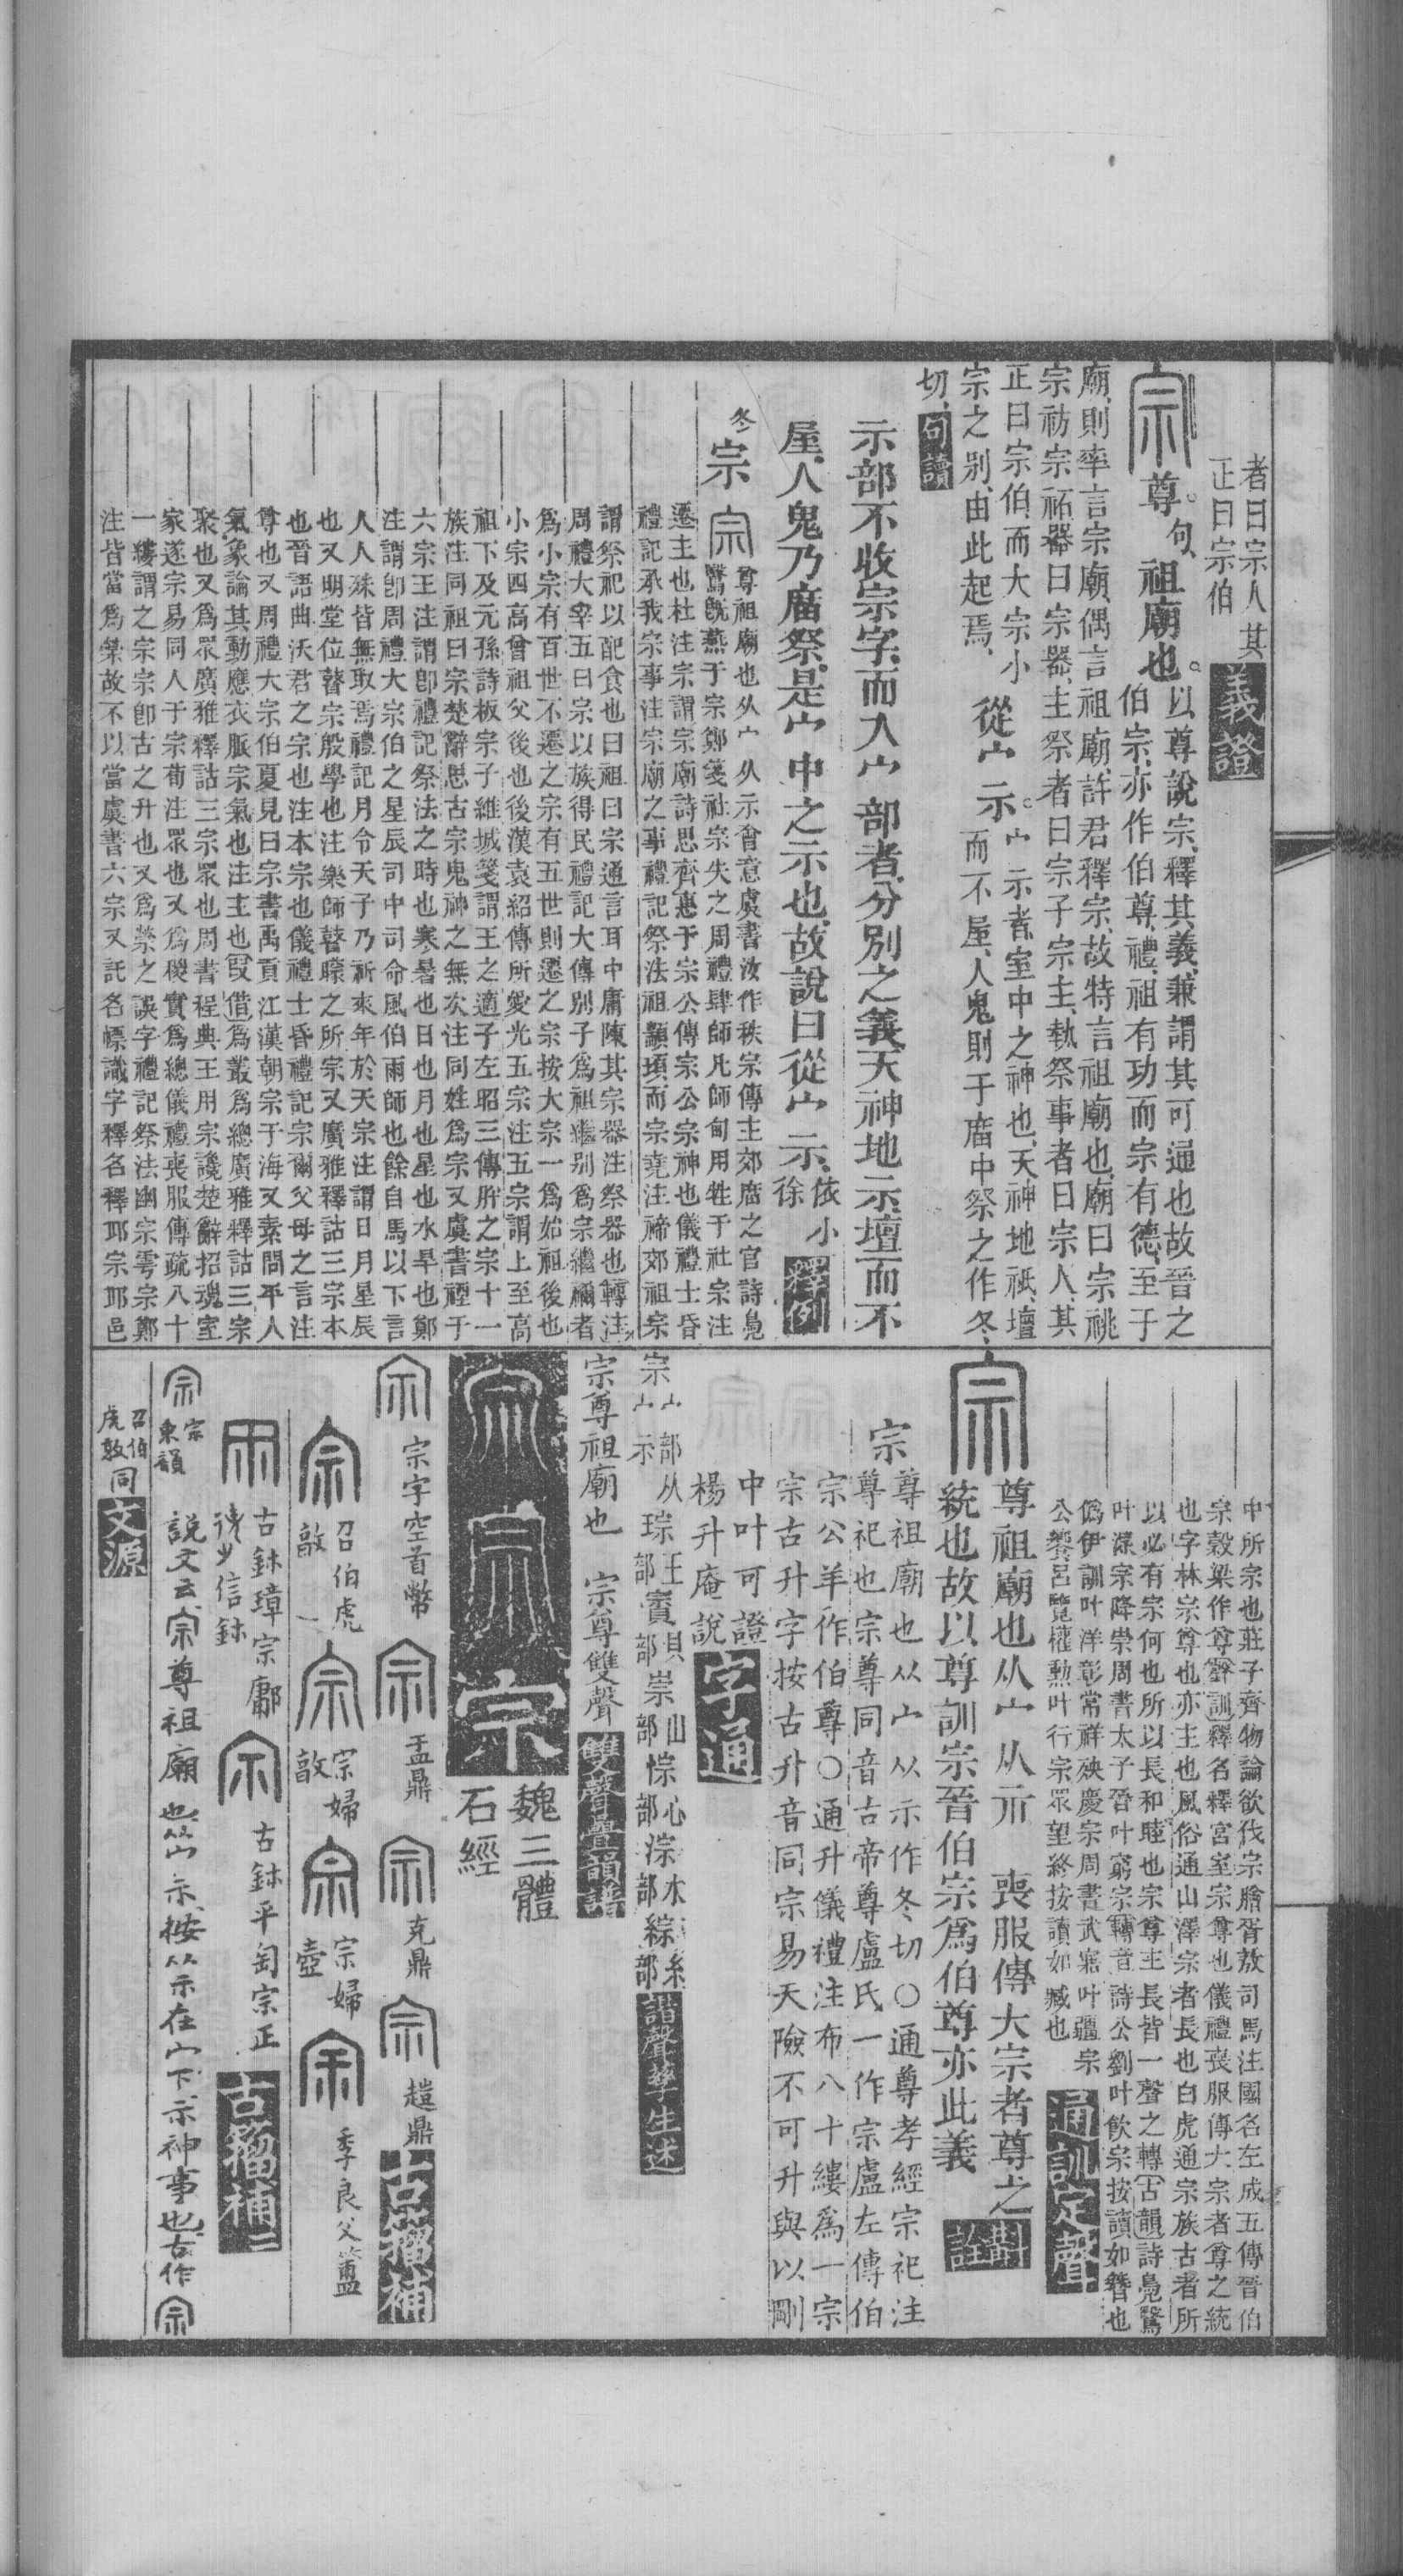 者曰宗人其
正曰宗伯
義證
宗
尊句祖廟也
以尊說宗釋其義兼謂其可通也故晉之
伯宗亦作伯尊禮祖有功而宗有德至于
廟則率言宗廟偶言祖廟許君釋宗故特言祖廟也廟曰宗祧
宗祊宗祏器曰宗器主祭者曰宗子宗主執祭事者曰宗人其
正曰宗伯而大宗小
宗之別由此起焉
從宀示
宀示者室中之神也天神地祇壇
而不屋人鬼則于廇中祭之作冬
切
句讀
示部不收宗字而入宀部者分別之義天神地示壇而不
屋人鬼乃廇祭是宀中之示也故說曰從宀示依小
徐
釋例
冬
宗
宗
尊祖廟也从宀从示會意虞書汝作秩宗傳主郊廟之官詩鳧
鷖既燕于宗鄭箋社宗失之周禮肆師凡師甸用牲于社宗注
遷主也杜注宗謂宗廟詩思齊惠于宗公傳宗公宗神也儀禮士昏
禮記承我宗事注宗廟之事禮記祭法祖顓頊而宗堯注禘郊祖宗
謂祭祀以配食也曰祖曰宗通言耳中庸陳其宗器注祭器也轉注
周禮大宰五曰宗以族得民禮記大傳別子為祖繼別為宗繼禰者
為小宗有百世不遷之宗有五世則遷之宗按大宗一為始祖後也
小宗四高曾祖父後也後漢袁紹傳所愛光五宗注五宗謂上至高
祖下及元孫詩板宗子維城箋謂王之適子左昭三傳肸之宗十一
族注同祖曰宗楚辭思古宗鬼神之無次注同姓為宗又虞書禋于
六宗王注謂即禮記祭法之時也寒暑也日也月也星也水旱也鄭
注謂即周禮大宗伯之星辰司中司命風伯雨師也餘自馬以下言
人人殊皆無取焉禮記月令天子乃祈來年於天宗注謂日月星辰
也又明堂位瞽宗殷學也注樂師瞽矇之所宗又廣雅釋詁三宗本
也晉語曲沃君之宗也注本宗也儀禮士昏禮記宗爾父母之言注
尊也又周禮大宗伯夏見曰宗書禹貢江漢朝宗于海又素問平人
氣象論其動應衣脈宗氣也注主也叚借為叢為總廣雅釋詁三宗
聚也又為眾廣雅釋詁三宗眾也周書程典王用宗讒楚辭招魂室
家遂宗易同人于宗荀注眾也又為稯實為總儀禮喪服傳疏八十
一縷謂之宗宗即古之升也又為禜之誤字禮記祭法幽宗雩宗鄭
注皆當為禜故不以當虞書六宗又託名幖識字釋名釋邱宗邱邑
中所宗也莊子齊物論欲伐宗膾胥敖司馬注國名左成五傳晉伯
宗穀梁作尊聲訓釋名釋宮室宗尊也儀禮喪服傳大宗者尊之統
也字林宗尊也亦主也風俗通山澤宗者長也白虎通宗族古者所
以必有宗何也所以長和睦也宗尊主長皆一聲之轉古韻詩鳧鷖
叶潨宗降崇周書太子晉叶窮宗轉音詩公劉叶飲宗按讀如簪也
偽伊訓叶洋彰常祥殃慶宗周書武寤叶疆宗
公饗呂覽權勳叶行宗眾望終按讀如臧也
通訓定聲
宗
尊祖廟也从宀从示 喪服傳大宗者尊之
統也故以尊訓宗晉伯宗為伯尊亦此義
斠詮
宗
尊祖廟也从宀从示作冬切○通尊孝經宗祀注
尊祀也宗尊同音古帝尊盧氏一作宗盧左傳伯
宗公羊作伯尊○通升儀禮注布八十縷為一宗
宗古升字按古升音同宗易天險不可升與以剛
中叶可證
楊升庵說
字通
宗宀部从宀示
琮王部
賨貝部
崇山部
悰心部
淙水部
綜糸部
諧聲孳生述
宗尊祖廟也 宗尊雙聲
雙聲疊韻譜
宗
魏三體
石經
宗字空首幣
盂鼎
克鼎
趞鼎
古籀補
召伯虎
敦
宗婦
敦
宗婦
壺
季良父簠
古鉢璋宗鄘
信鉢
古鉢平匋宗正
古籀補二
宗
東韻
說文云宗尊祖廟也从宀示按从示在宀下示神事也古作宗
召伯
虎敦
同
文源